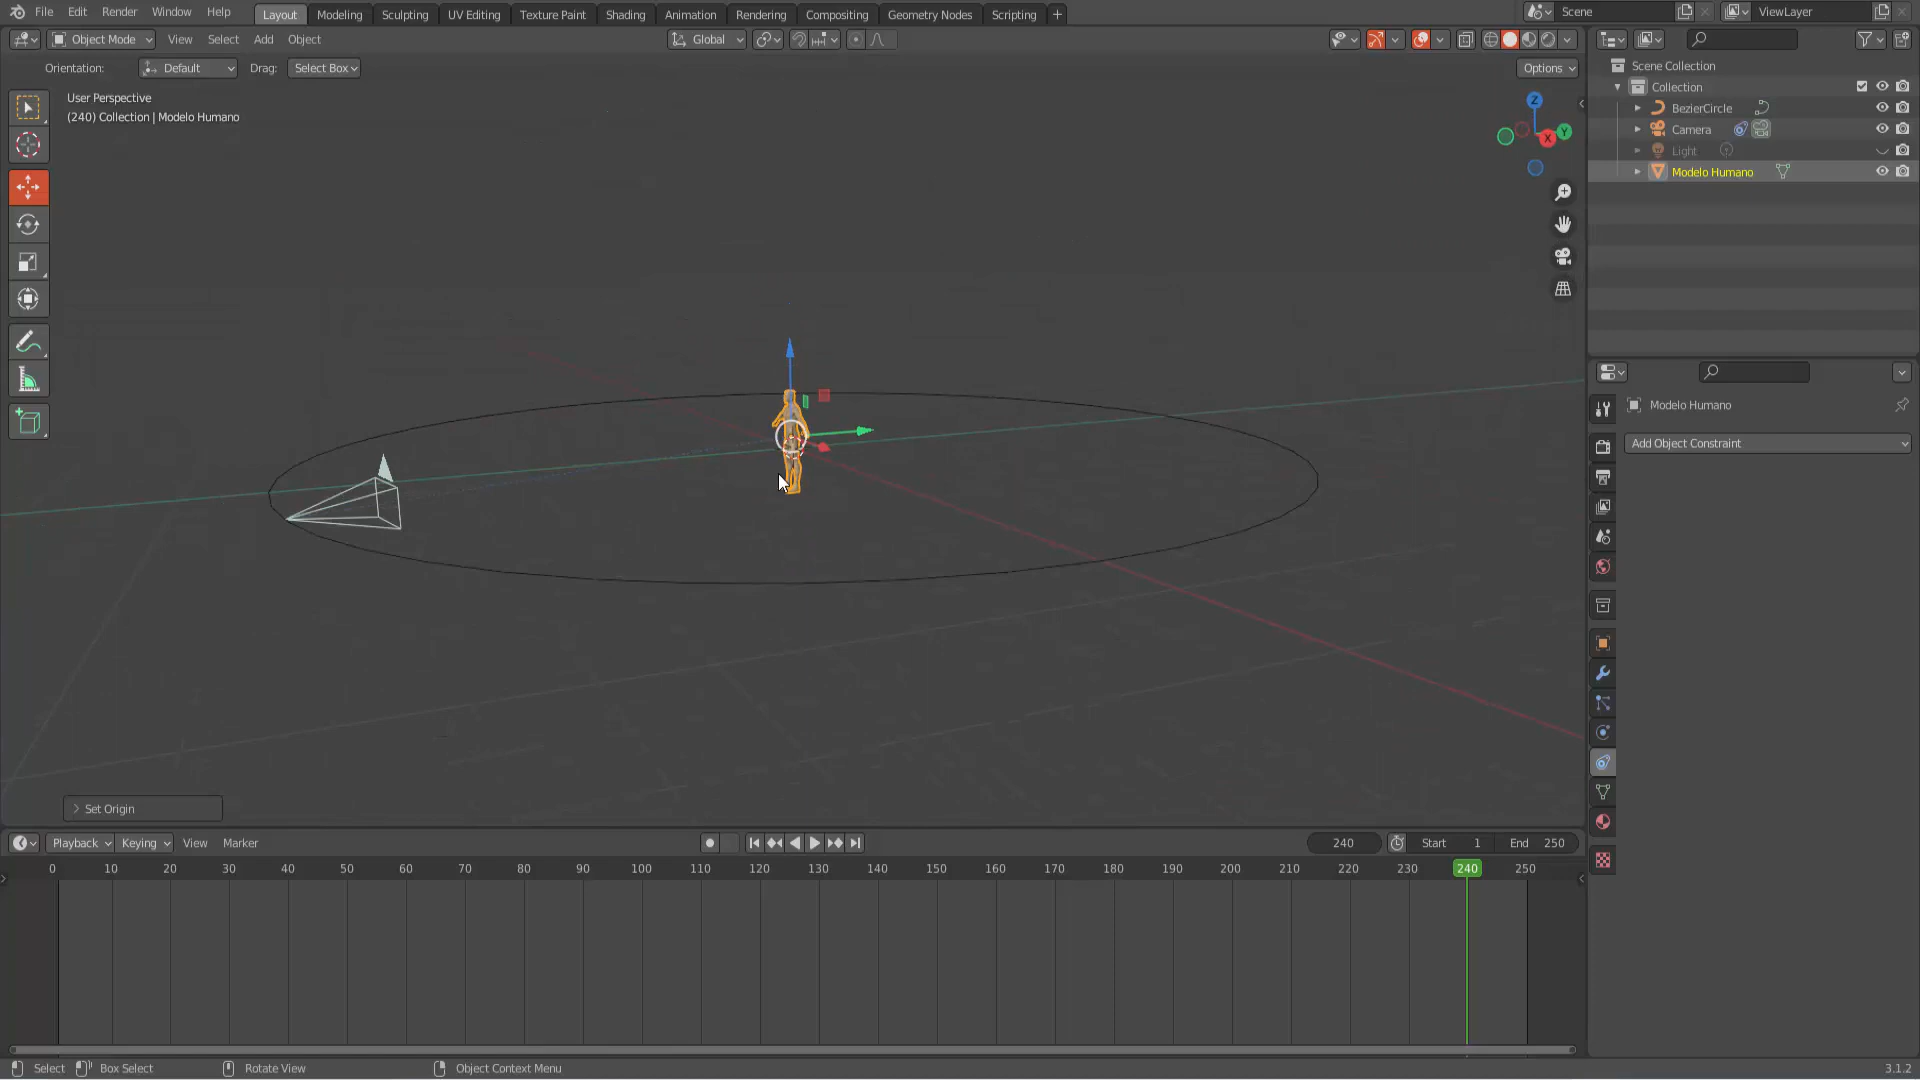 File Edit Render Window Help Layout Modeling Sculpting UV Editing Texture Paint Shading Animation Rendering Compositing Geometry Nodes Scripting + Scene ViewLayer
Object Mode View Select Add Object Global
Orientation: Default Drag: Select Box Options
User Perspective
(240) Collection | Modelo Humano
Z
Y
X
Scene Collection
Collection
BezierCircle
Camera
Light
Modelo Humano
Modelo Humano
Add Object Constraint
Set Origin
Playback Keying View Marker 240 Start 1 End 250
0 10 20 30 40 50 60 70 80 90 100 110 120 130 140 150 160 170 180 190 200 210 220 230 240 250
Select Box Select Rotate View Object Context Menu 3.1.2